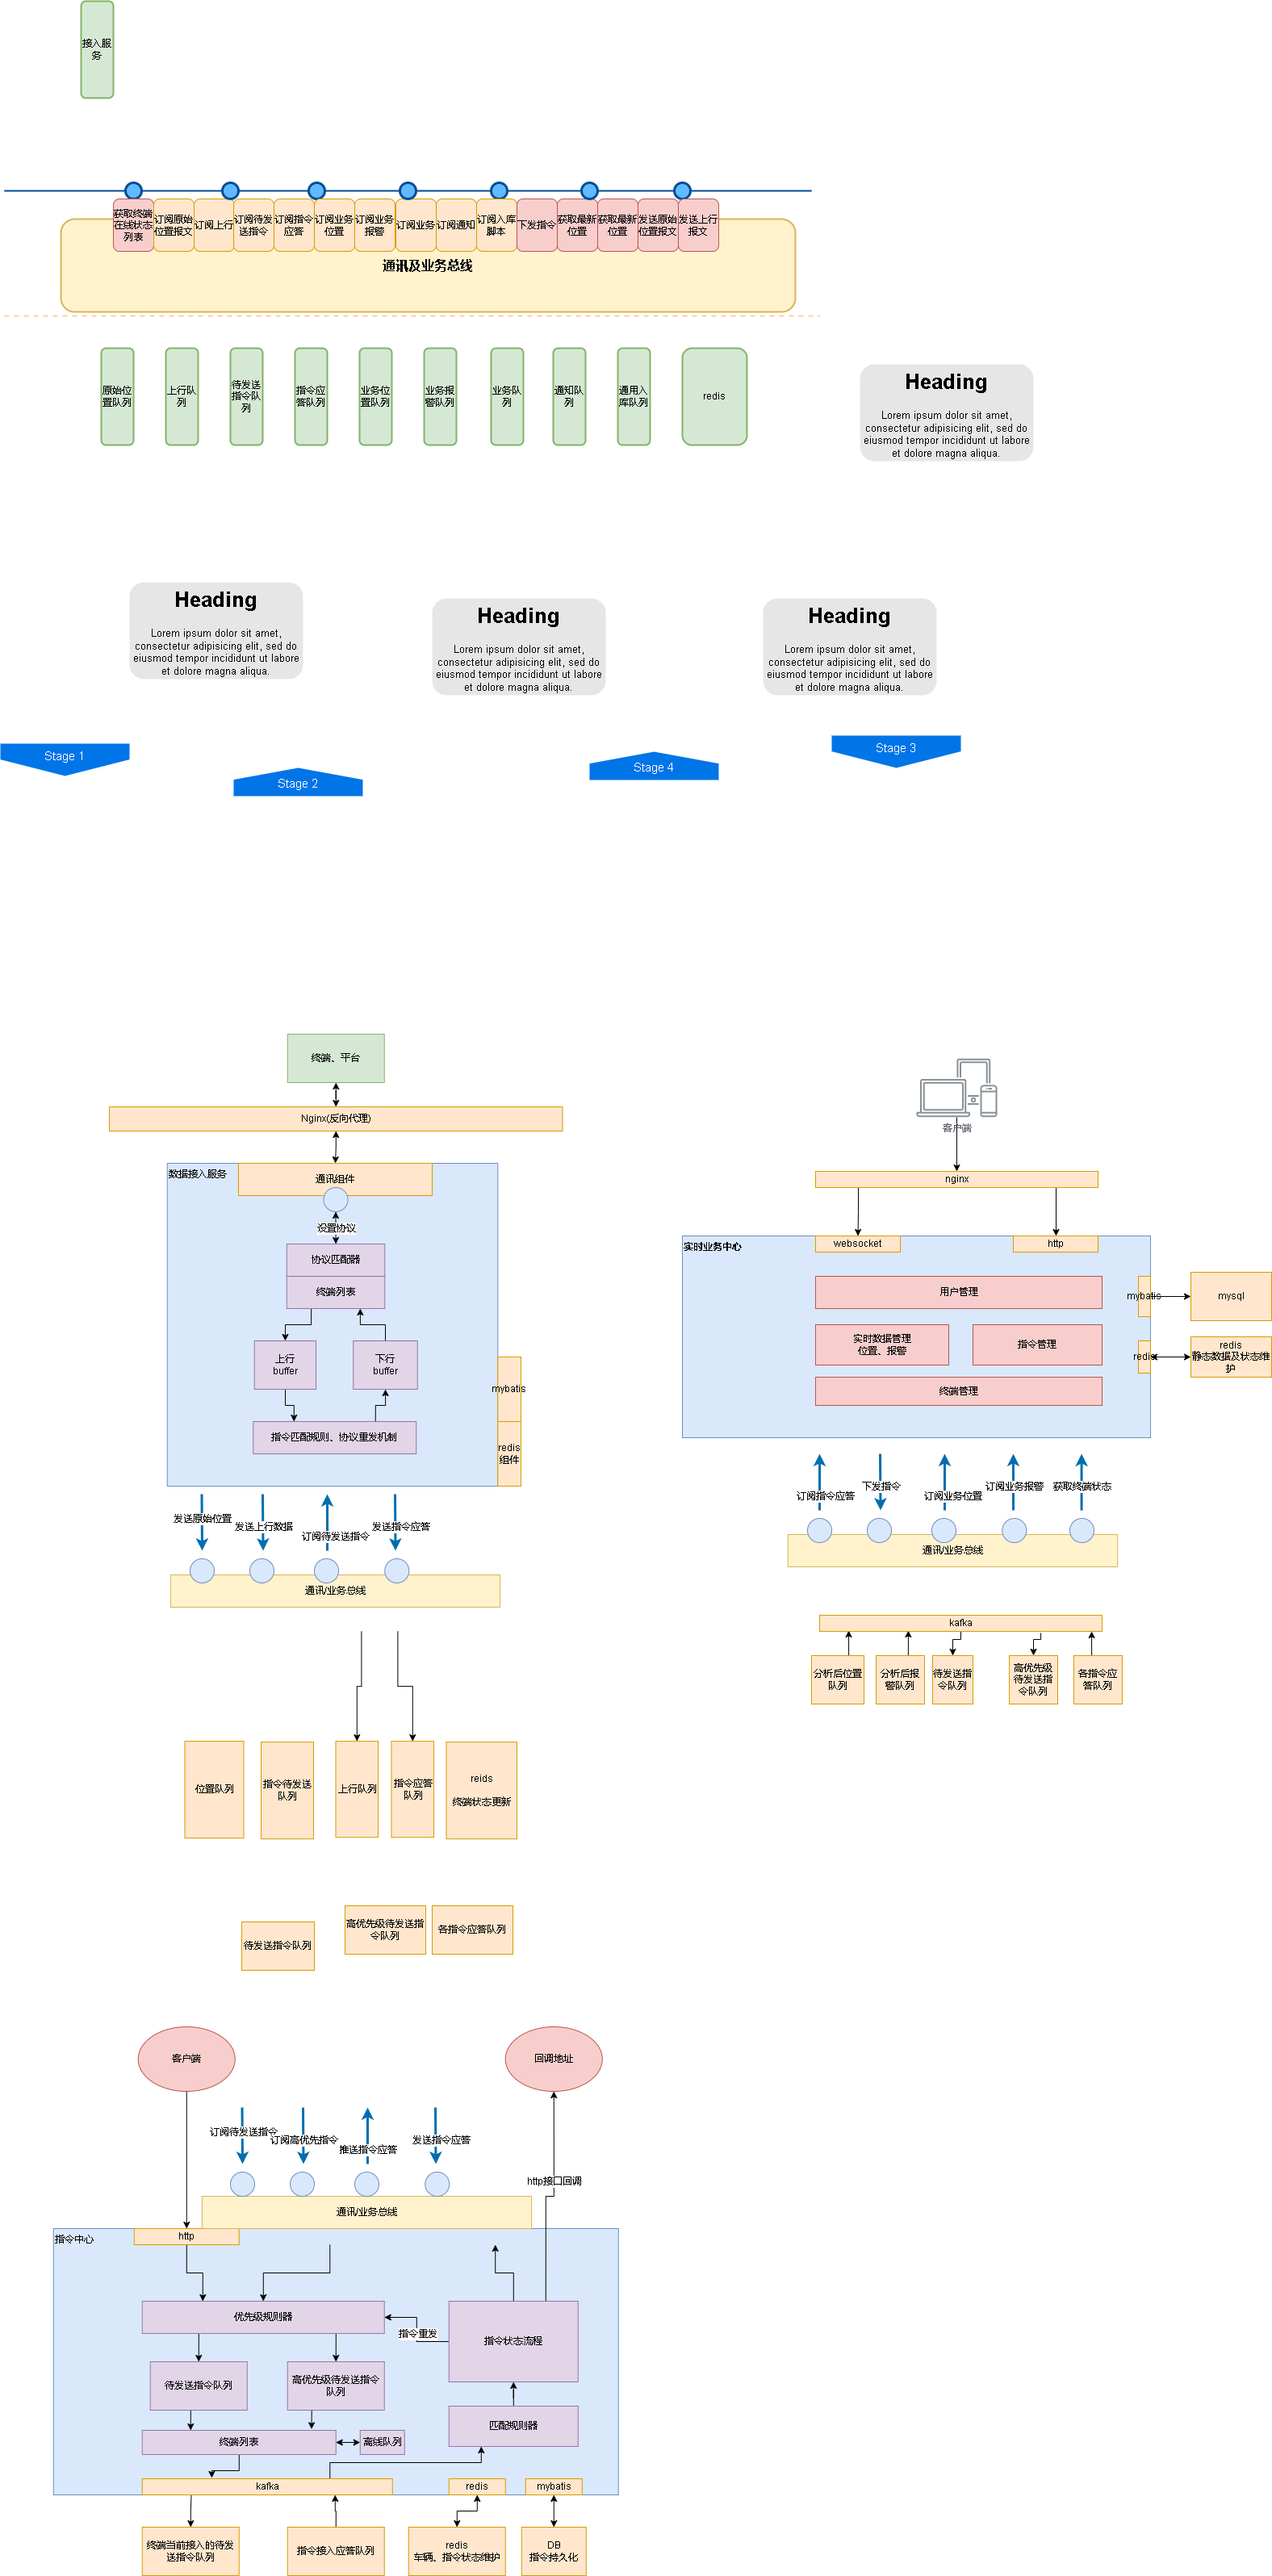 接入服
务
获取终端
在线状态
列表
订阅原始
位置报文
订阅上行
订阅待发
送指令
订阅指令
应答
订阅业务
位置
订阅业务
报警
订阅业务
订阅通知
订阅入库
脚本
下发指令
获取最新
位置
获取最新
位置
发送原始
位置报文
发送上行
报文
通讯及业务总线
原始位
置队列
上行队
列
待发送
指令队
列
指令应
答队列
业务位
置队列
业务报
警队列
业务队
列
通知队
列
通用入
库队列
redis
Heading
Lorem ipsum dolor sit amet,
consectetur adipisicing elit, sed do
eiusmod tempor incididunt ut labore
et dolore magna aliqua.
Heading
Lorem ipsum dolor sit amet,
consectetur adipisicing elit, sed do
eiusmod tempor incididunt ut labore
et dolore magna aliqua.
Heading
Lorem ipsum dolor sit amet,
consectetur adipisicing elit, sed do
eiusmod tempor incididunt ut labore
et dolore magna aliqua.
Heading
Lorem ipsum dolor sit amet,
consectetur adipisicing elit, sed do
eiusmod tempor incididunt ut labore
et dolore magna aliqua.
Stage 1
Stage 2
Stage 4
Stage 3
终端、平台
Nginx(反向代理)
数据接入服务
通讯组件
设置协议
协议匹配器
终端列表
上行
buffer
下行
buffer
指令匹配规则、协议重发机制
mybatis
redis
组件
发送原始位置
发送上行数据
订阅待发送指令
发送指令应答
通讯/业务总线
位置队列
指令待发送
队列
上行队列
指令应答
队列
reids
终端状态更新
待发送指令队列
高优先级待发送指
令队列
各指令应答队列
客户端
nginx
实时业务中心
websocket
http
用户管理
实时数据管理
位置、报警
指令管理
终端管理
mybatis
mysql
redis
redis
静态数据及状态维
护
订阅指令应答
下发指令
订阅业务位置
订阅业务报警
获取终端状态
通讯/业务总线
kafka
分析后位置
队列
分析后报
警队列
待发送指
令队列
高优先级
待发送指
令队列
各指令应
答队列
客户端
回调地址
订阅待发送指令
订阅高优先指令
推送指令应答
发送指令应答
http接口回调
通讯/业务总线
指令中心
http
优先级规则器
指令重发
指令状态流程
待发送指令队列
高优先级待发送指令
队列
匹配规则器
终端列表
离线队列
kafka
redis
mybatis
终端当前接入的待发
送指令队列
指令接入应答队列
redis
车辆、指令状态维护
DB
指令持久化